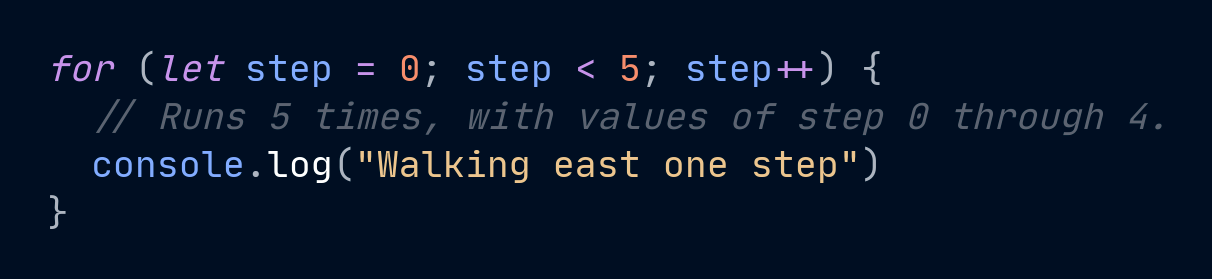 for (let step = 0; step < 5; step++) {
  // Runs 5 times, with values of step 0 through 4.
  console.log("Walking east one step")
}